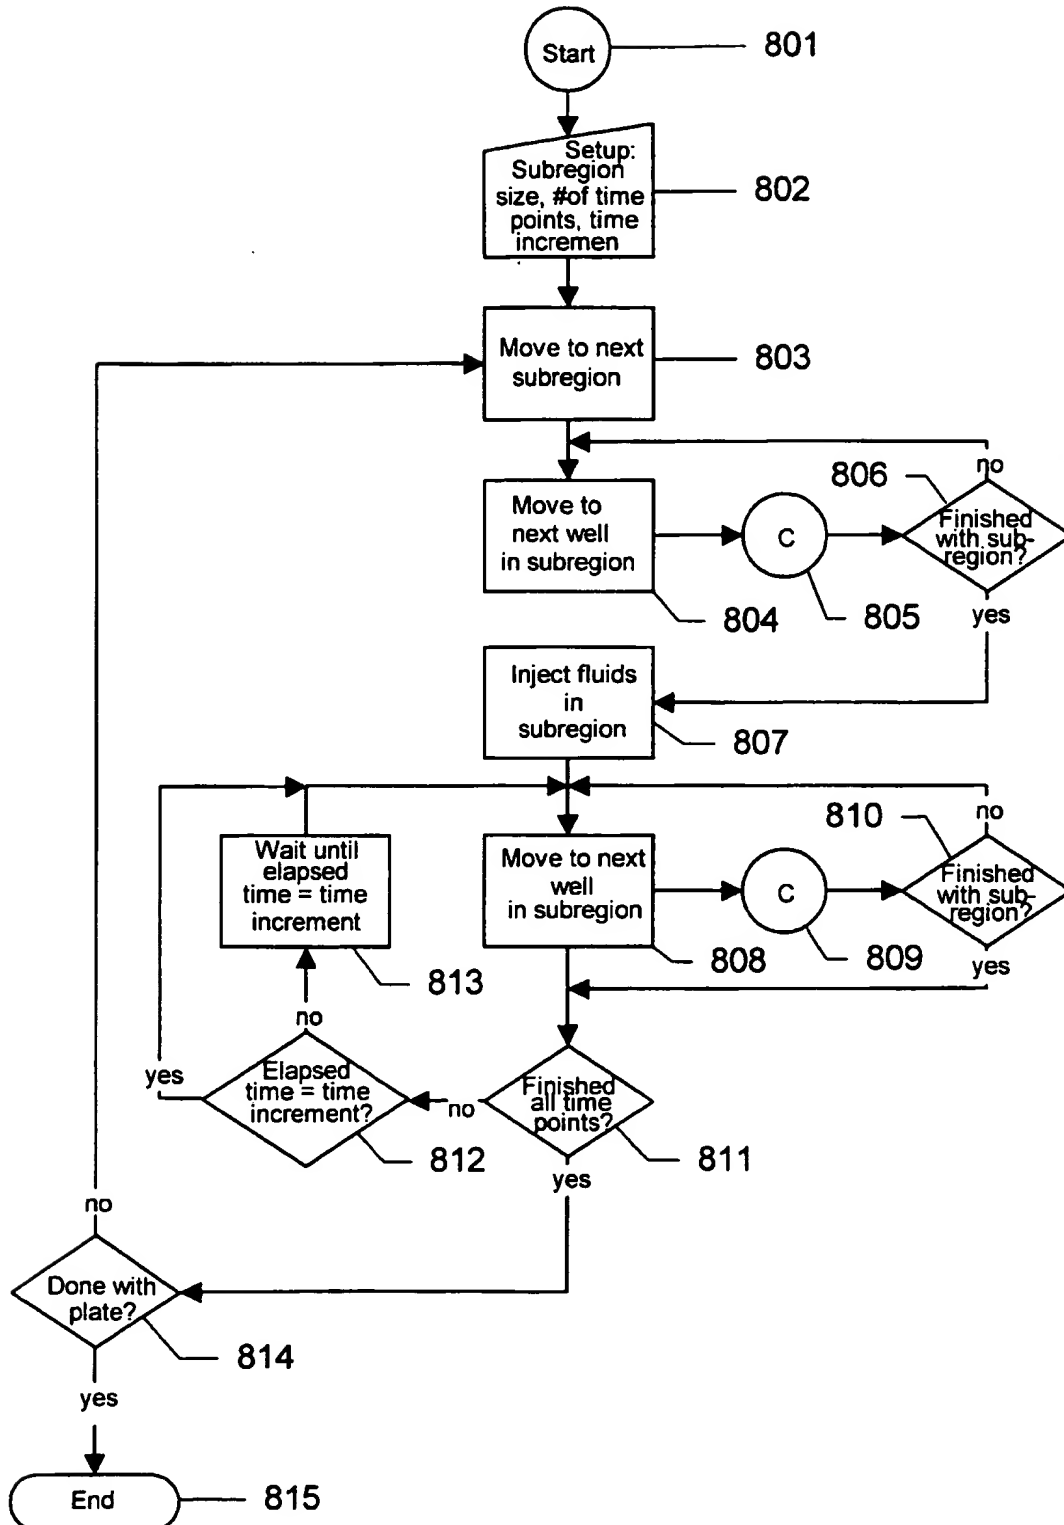 Start
801
Setup:
Subregion
size, #of time
points, time
incremen
802
Move to next
subregion
803
no
806
Move to
next well
in subregion
C
Finished
with sub-
region?
804
805
yes
Inject fluids
in
subregion
807
no
810
Wait until
elapsed
time = time
increment
Move to next
well
in subregion
C
Finished
with sub-
region?
813
808
809
yes
no
yes
Elapsed
time = time
increment?
no
Finished
all time
points?
812
811
yes
no
Done with
plate?
814
yes
End
815